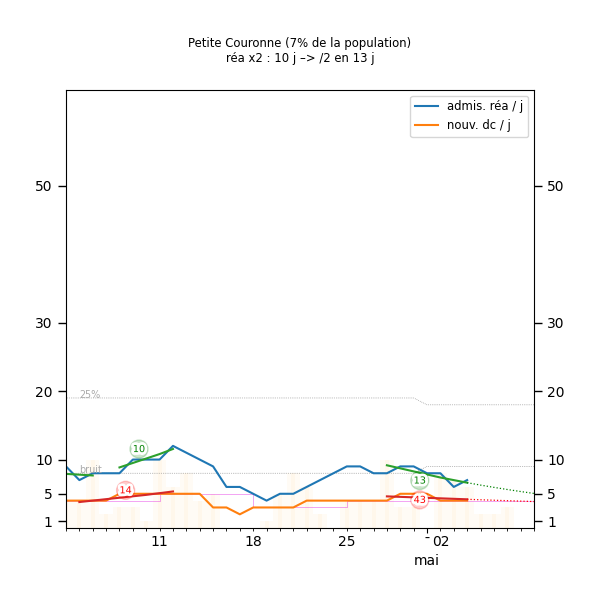 Petite Couronne (7% de la population)
réa x2 : 10 j –> /2 en 13 j
admis. réa / j
nouv. dc / j
50 50
30 30
20 20
25%
10 10
bruit
10
13
14
43
5 5
1 1
11 18 25 02
mai